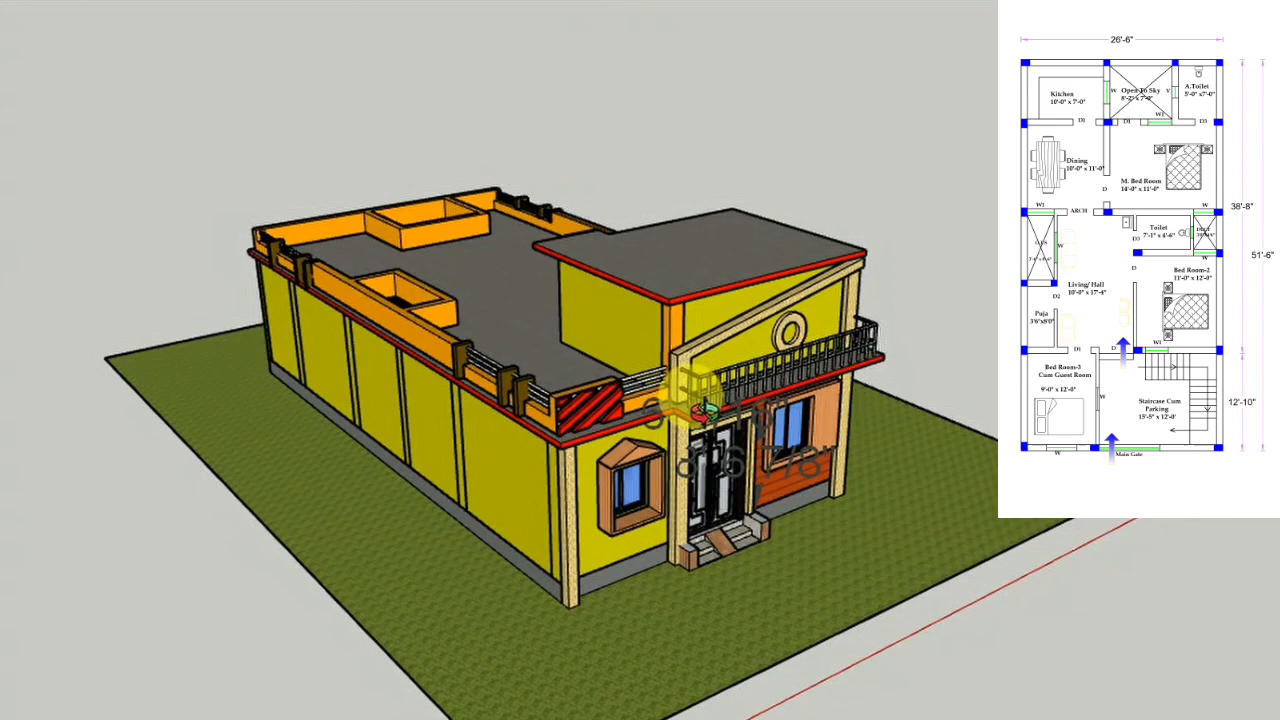 26'-6"
Kitchen
10'-0" x 7'-0"
W
Open To Sky
8'-2" x 7'-0"
V
A.Toilet
5'-0" x7'-0"
W1
D1
D1
D3
Dining
10'-0" x 11'-0"
M. Bed Room
14'-0" x 11'-0"
D
W1
ARCH
W
38'-8"
Toilet
7'-1" x 4'-6"
D3
W
W
51'-6"
D
Bed Room-2
11'-0" x 12'-0"
Living/ Hall
10'-0" x 17'-4"
D2
Puja
3'6"x8'0"
W1
D1
D
Bed Room-3
Cum Guest Room
9'-0" x 12'-0"
W
Staircase Cum
Parking
15'-5" x 12'-0"
12'-10"
W
Main Gate